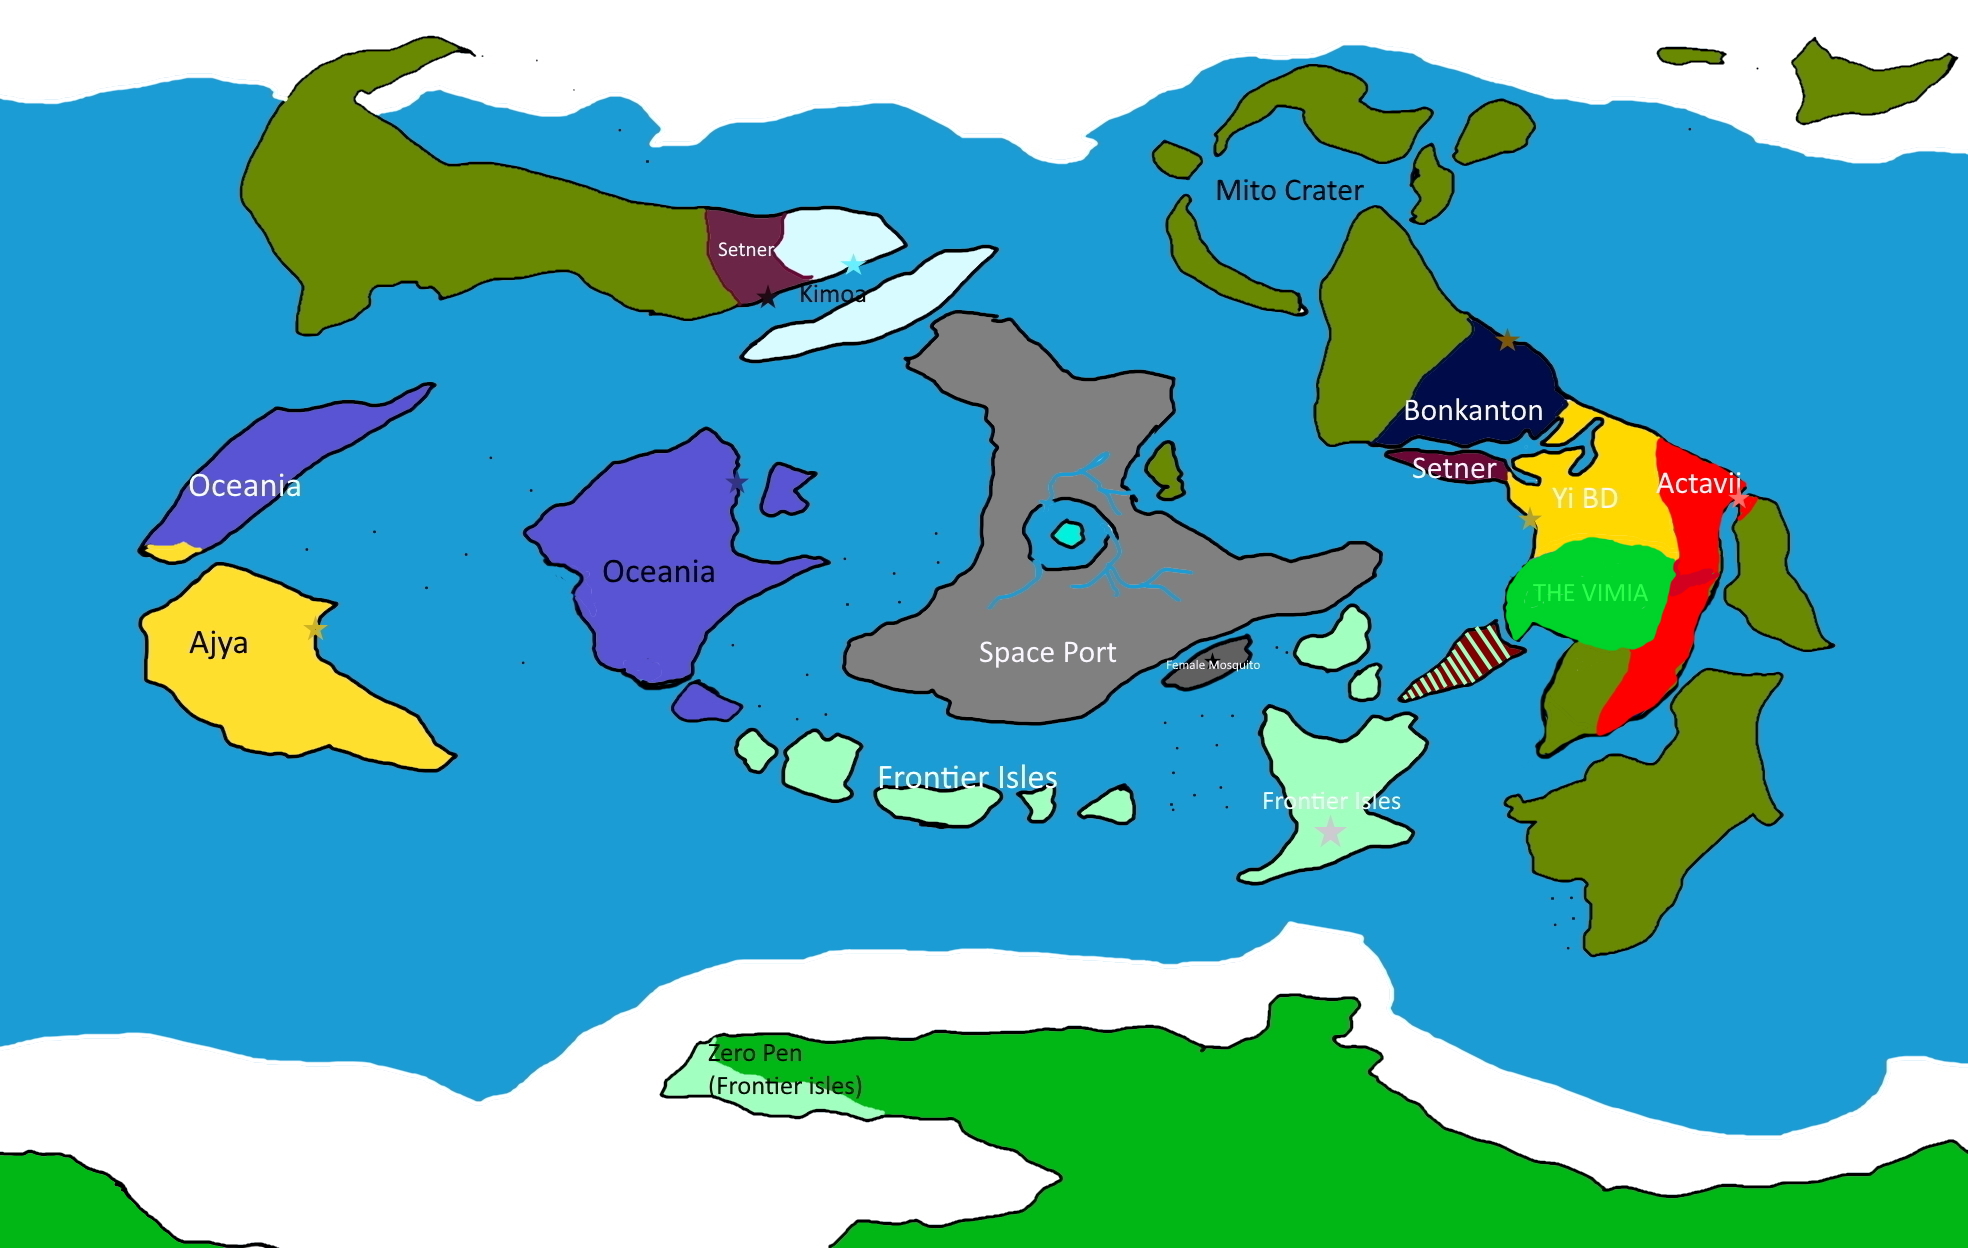 Mito Crater
Setner
Kimoa
Bonkanton
Setner
Actavii
Oceania
Yi BD
Oceania
THE VIMIA
Ajya
Space Port
Female Mosquito
Frontier Isles
Frontier Isles
Zero Pen
(Frontier isles)